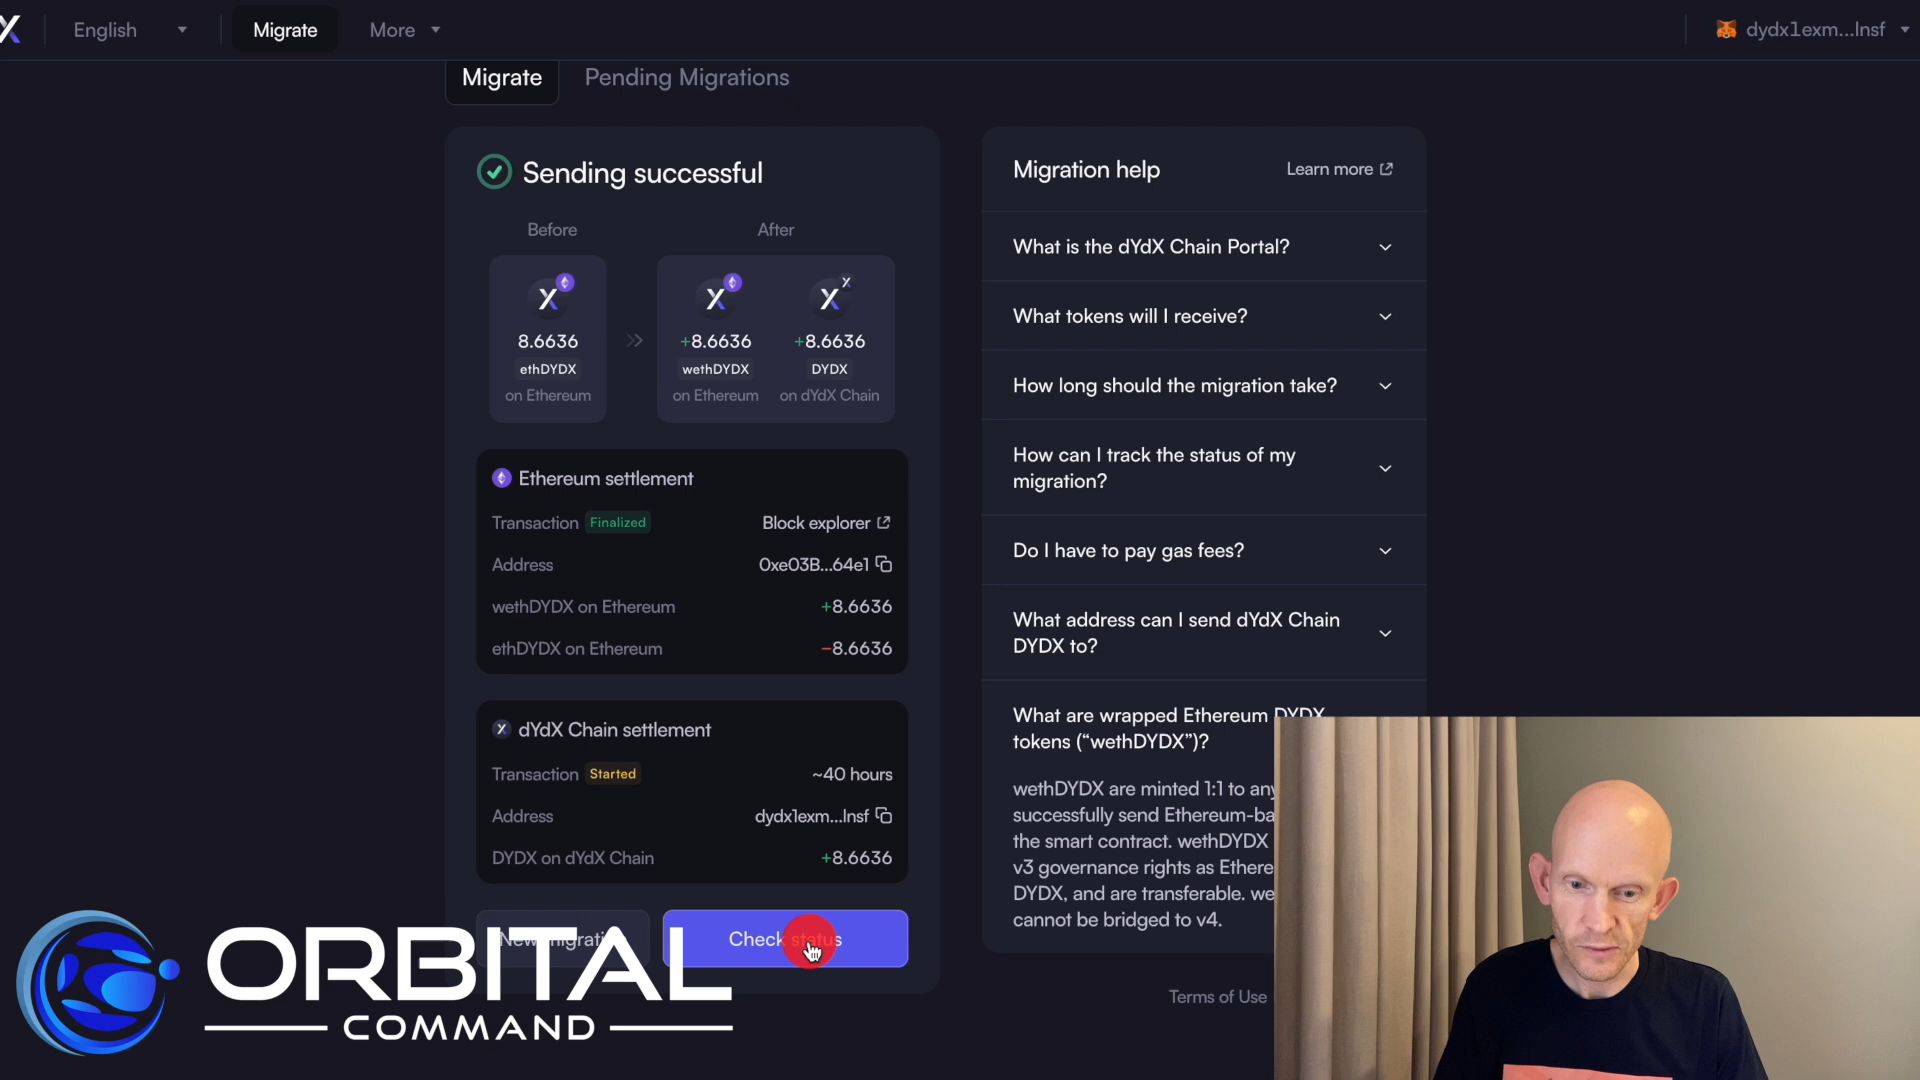 X
English
Migrate
More
dydx1exm...lnsf
Migrate
Pending Migrations
Sending successful
Before
After
8.6636
ethDYDX
on Ethereum
+8.6636
wethDYDX
on Ethereum
+8.6636
DYDX
on dYdX Chain
Ethereum settlement
Transaction Finalized
Block explorer
Address
0xe03B...64e1
wethDYDX on Ethereum
+8.6636
ethDYDX on Ethereum
−8.6636
dYdX Chain settlement
Transaction Started
~40 hours
Address
dydx1exm...lnsf
DYDX on dYdX Chain
+8.6636
Check status
Migration help
Learn more
What is the dYdX Chain Portal?
What tokens will I receive?
How long should the migration take?
How can I track the status of my
migration?
Do I have to pay gas fees?
What address can I send dYdX Chain
DYDX to?
What are wrapped Ethereum DYDX
tokens (“wethDYDX”)?
wethDYDX are minted 1:1 to any
successfully send Ethereum-ba
the smart contract. wethDYDX
v3 governance rights as Ethere
DYDX, and are transferable. we
cannot be bridged to v4.
Terms of Use
ORBITAL
COMMAND